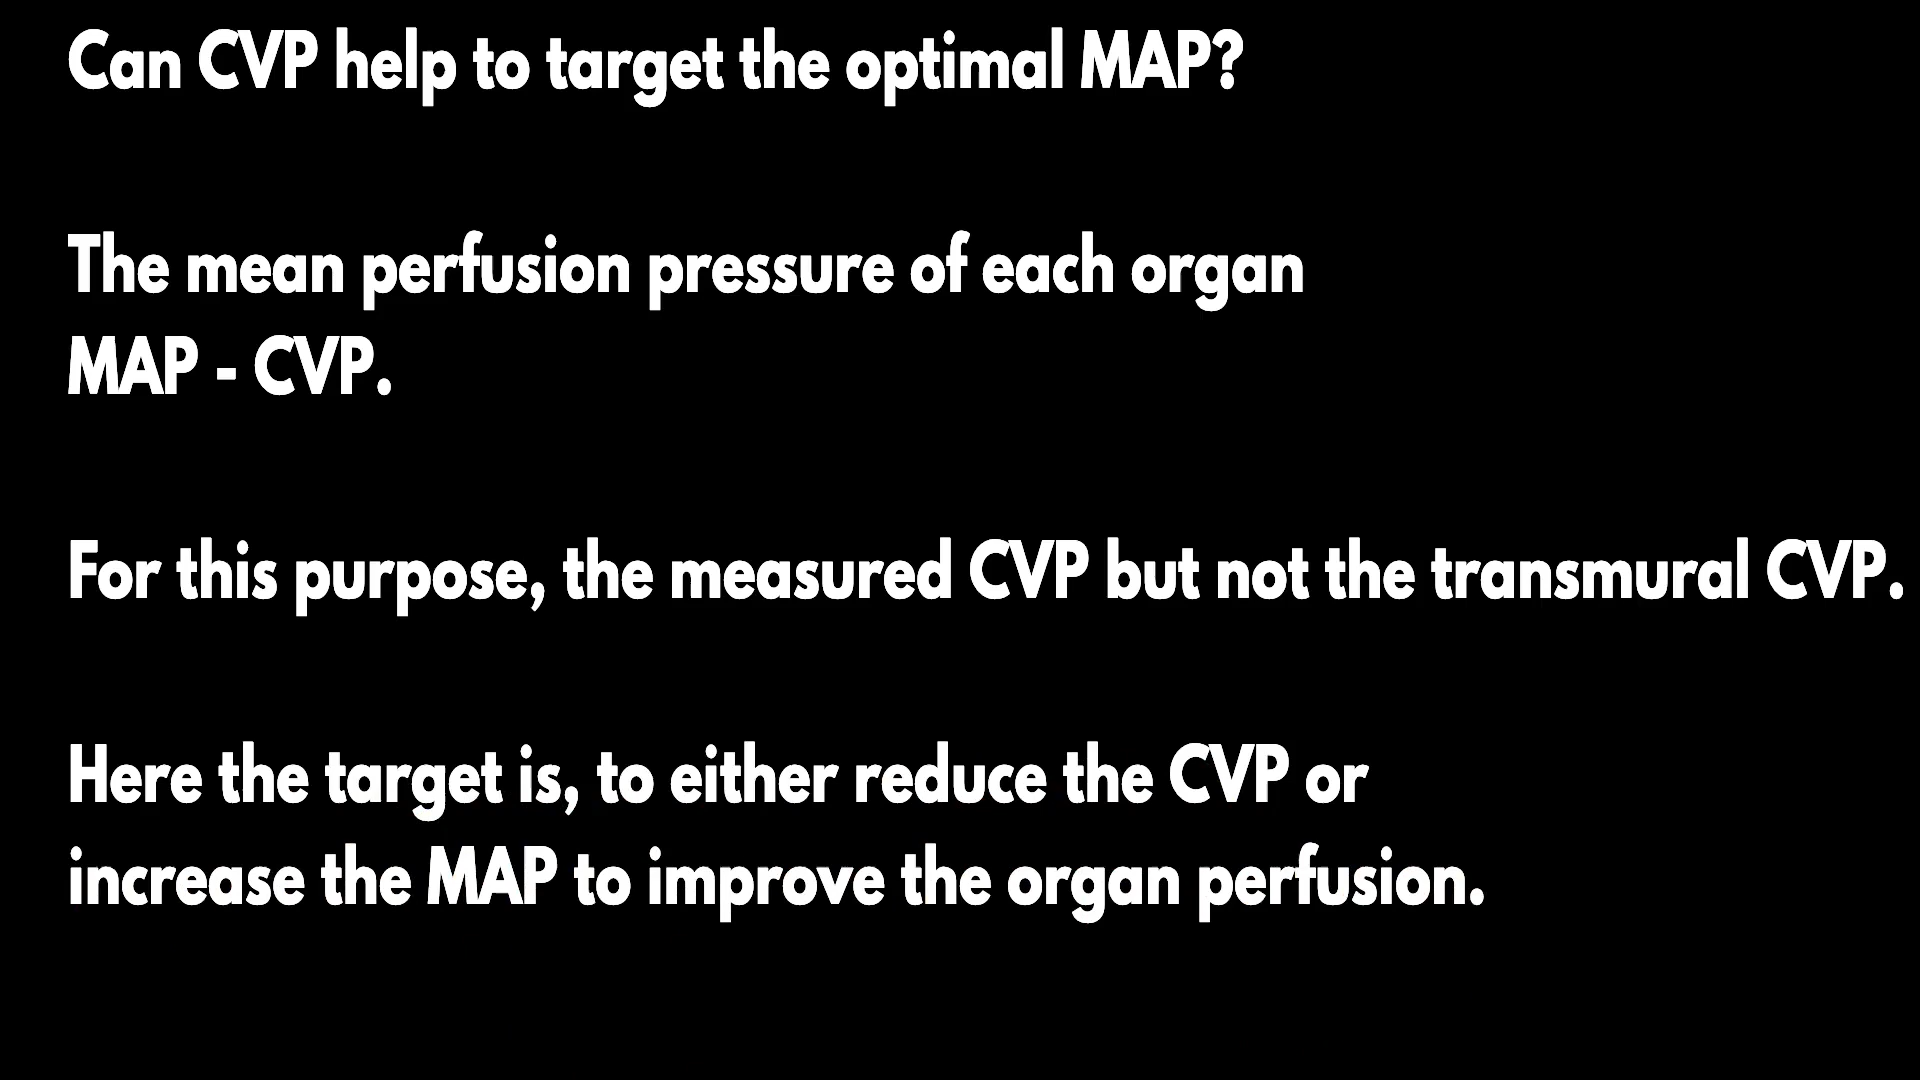 Can CVP help to target the optimal MAP?
The mean perfusion pressure of each organ
MAP - CVP.
For this purpose, the measured CVP but not the transmural CVP.
Here the target is, to either reduce the CVP or
increase the MAP to improve the organ perfusion.